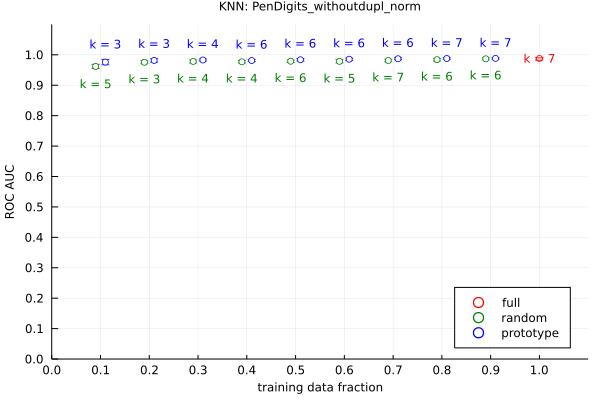 KNN: PenDigits_withoutdupl_norm
k = 3 k = 3 k = 4 k = 6 k = 6 k = 6 k = 6 k = 7 k = 7
k = 5 k = 3 k = 4 k = 4 k = 6 k = 5 k = 7 k = 6 k = 6 k = 7
ROC AUC
1.0
0.9
0.8
0.7
0.6
0.5
0.4
0.3
0.2
0.1
0.0
full
random
prototype
0.0 0.1 0.2 0.3 0.4 0.5 0.6 0.7 0.8 0.9 1.0
training data fraction